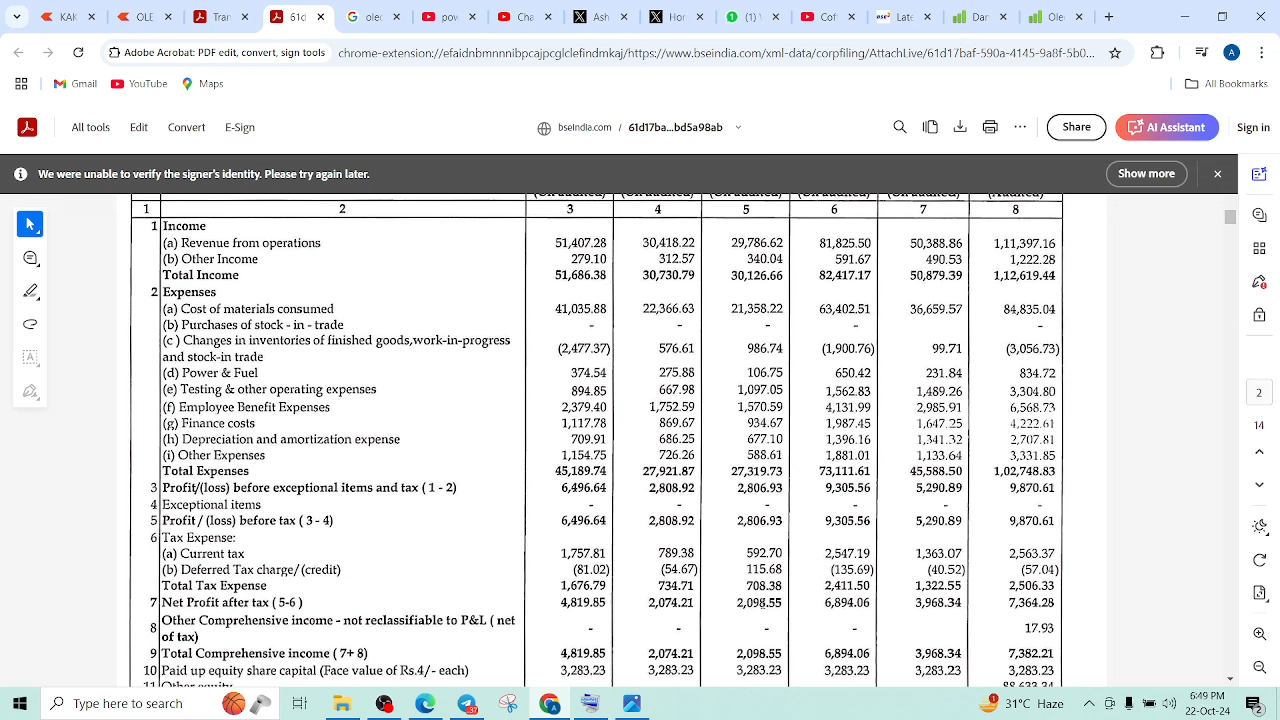 KAK
OLE
Tran
61d
ole
pow
Cha
Ash
Hor
(1)
Cof
Late
Dar
Ole
Adobe Acrobat: PDF edit, convert, sign tools
chrome-extension://efaidnbmnnnibpcajpcglclefindmkaj/https://www.bseindia.com/xml-data/corpfiling/AttachLive/61d17baf-590a-4145-9a8f-5b0...
A
Gmail YouTube Maps All Bookmarks
All tools Edit Convert E-Sign bseindia.com / 61d17ba...bd5a98ab Share AI Assistant Sign in
We were unable to verify the signer's identity. Please try again later. Show more
1 2 3 4 5 6 7 8
1 Income
(a) Revenue from operations 51,407.28 30,418.22 29,786.62 81,825.50 50,388.86 1,11,397.16
(b) Other Income 279.10 312.57 340.04 591.67 490.53 1,222.28
Total Income 51,686.38 30,730.79 30,126.66 82,417.17 50,879.39 1,12,619.44
2 Expenses
(a) Cost of materials consumed 41,035.88 22,366.63 21,358.22 63,402.51 36,659.57 84,835.04
(b) Purchases of stock - in - trade - - - - -
(c ) Changes in inventories of finished goods,work-in-progress
and stock-in trade (2,477.37) 576.61 986.74 (1,900.76) 99.71 (3,056.73)
(d) Power & Fuel 374.54 275.88 106.75 650.42 231.84 834.72
(e) Testing & other operating expenses 894.85 667.98 1,097.05 1,562.83 1,489.26 3,304.80
(f) Employee Benefit Expenses 2,379.40 1,752.59 1,570.59 4,131.99 2,985.91 6,568.73
(g) Finance costs 1,117.78 869.67 934.67 1,987.45 1,647.25 4,222.61
(h) Depreciation and amortization expense 709.91 686.25 677.10 1,396.16 1,341.32 2,707.81
(i) Other Expenses 1,154.75 726.26 588.61 1,881.01 1,133.64 3,331.85
Total Expenses 45,189.74 27,921.87 27,319.73 73,111.61 45,588.50 1,02,748.83
3 Profit/(loss) before exceptional items and tax ( 1 - 2) 6,496.64 2,808.92 2,806.93 9,305.56 5,290.89 9,870.61
4 Exceptional items - - - - - -
5 Profit / (loss) before tax ( 3 - 4) 6,496.64 2,808.92 2,806.93 9,305.56 5,290.89 9,870.61
6 Tax Expense:
(a) Current tax 1,757.81 789.38 592.70 2,547.19 1,363.07 2,563.37
(b) Deferred Tax charge/(credit) (81.02) (54.67) 115.68 (135.69) (40.52) (57.04)
Total Tax Expense 1,676.79 734.71 708.38 2,411.50 1,322.55 2,506.33
7 Net Profit after tax ( 5-6 ) 4,819.85 2,074.21 2,098.55 6,894.06 3,968.34 7,364.28
8 Other Comprehensive income - not reclassifiable to P&L ( net
of tax) - - - - - 17.93
9 Total Comprehensive income ( 7+ 8) 4,819.85 2,074.21 2,098.55 6,894.06 3,968.34 7,382.21
10 Paid up equity share capital (Face value of Rs.4/- each) 3,283.23 3,283.23 3,283.23 3,283.23 3,283.23 3,283.23
2
14
Type here to search
31°C Haze
6:49 PM
22-Oct-24